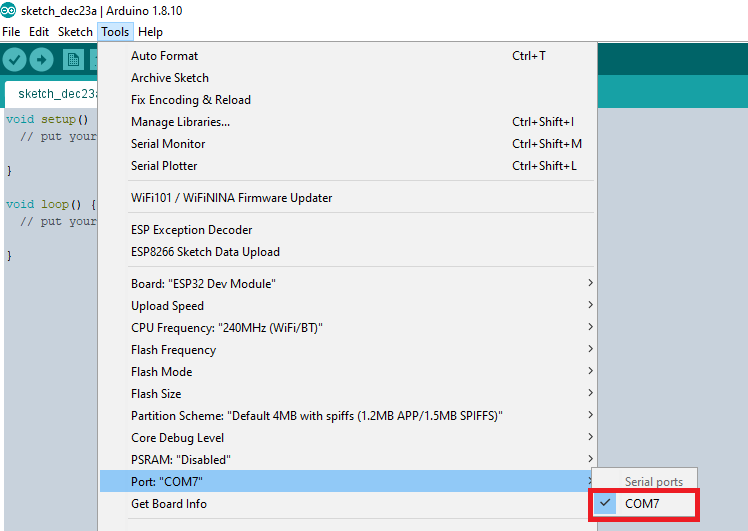 sketch_dec23a | Arduino 1.8.10
File Edit Sketch Tools Help
Auto Format Ctrl+T
Archive Sketch
sketch_dec23a
Fix Encoding & Reload
void setup()
Manage Libraries... Ctrl+Shift+I
// put your
Serial Monitor Ctrl+Shift+M
Serial Plotter Ctrl+Shift+L
}
WiFi101 / WiFiNINA Firmware Updater
void loop() {
// put your
ESP Exception Decoder
ESP8266 Sketch Data Upload
}
Board: "ESP32 Dev Module"
Upload Speed
CPU Frequency: "240MHz (WiFi/BT)"
Flash Frequency
Flash Mode
Flash Size
Partition Scheme: "Default 4MB with spiffs (1.2MB APP/1.5MB SPIFFS)"
Core Debug Level
PSRAM: "Disabled"
Port: "COM7"
Serial ports
Get Board Info
COM7